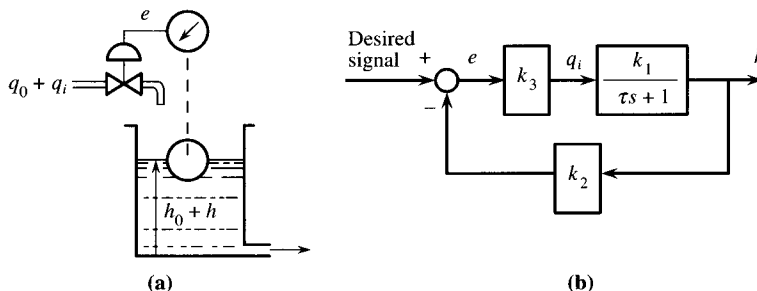 e
q₀ + qᵢ
h₀ + h
(a)
Desired
signal
+
e
−
k₃
qᵢ
k₁
τs + 1
k₂
(b)